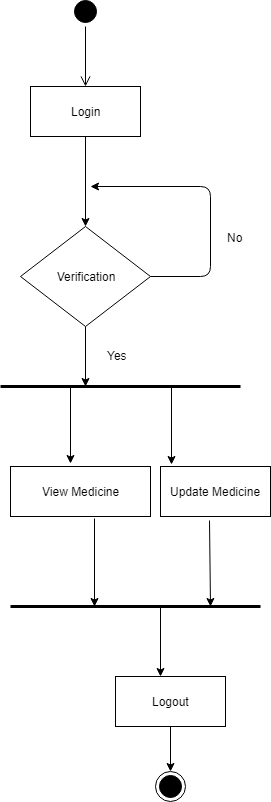 Login
No
Verification
Yes
View Medicine
Update Medicine
Logout